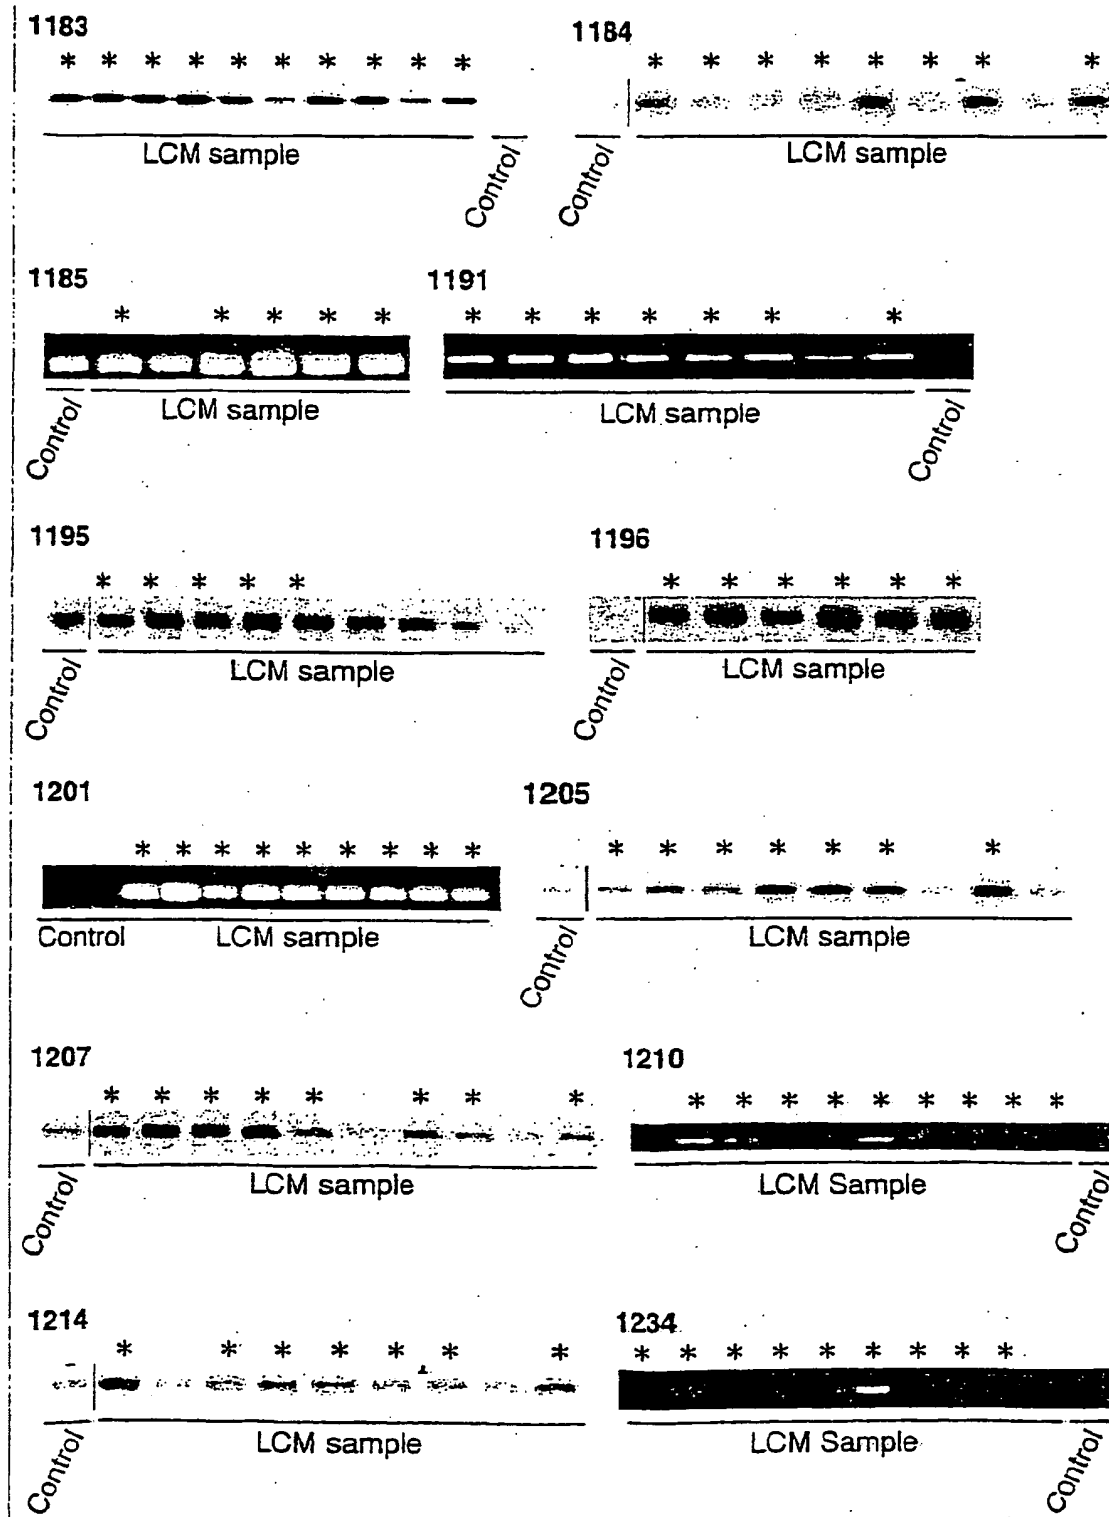 1183
1184
* * * * * * * * * *
* * * * * * * *
LCM sample
Control
Control
LCM sample
1185
1191
* * * * * *
* * * * * * *
Control
LCM sample
LCM sample
Control
1195
1196
* * * * *
* * * * * *
Control
LCM sample
Control
LCM sample
1201
1205
* * * * * * * * *
* * * * * * *
Control
LCM sample
Control
LCM sample
1207
1210
* * * * * * * *
* * * * * * * * *
Control
LCM sample
LCM Sample
Control
1214
1234
* * * * * * * *
* * * * * * * * *
Control
LCM sample
LCM Sample
Control